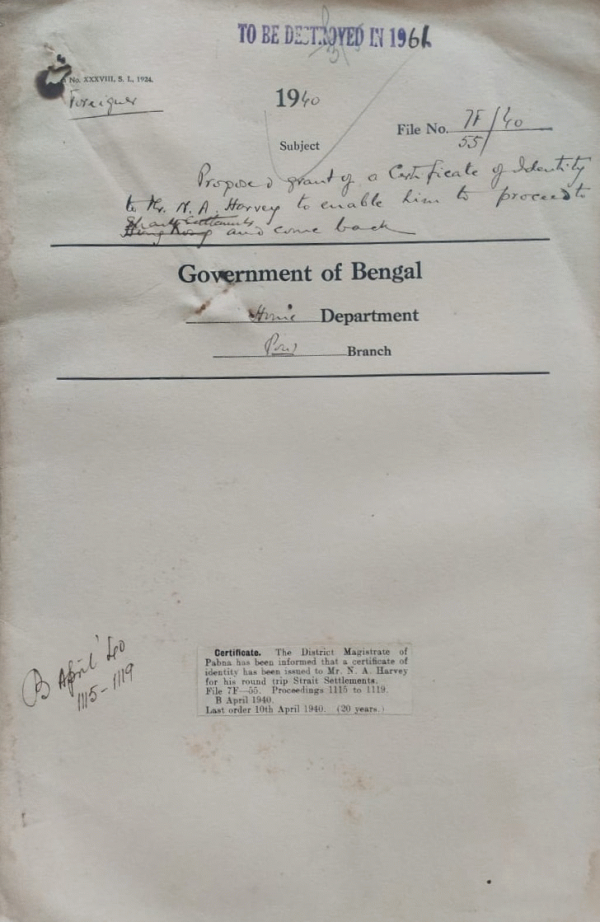 TO BE DESTROYED IN 1961
No. XXXVIII, S. L., 1934.
Foreigner
1940
File No. 7F/40
55/
Subject
Proposed grant of a Certificate of Identity
to Mr. N. A. Harvey to enable him to proceed to
Strait Settlements
Hong Kong and come back
Government of Bengal
Home Department
Branch
B April '40
1115-1119
Certificate. The District Magistrate of
Pabna has been informed that a certificate of
identity has been issued to Mr. N. A. Harvey
for his round trip Strait Settlements.
File 7F—55. Proceedings 1115 to 1119.
B April 1940.
Last order 10th April 1940. (20 years.)